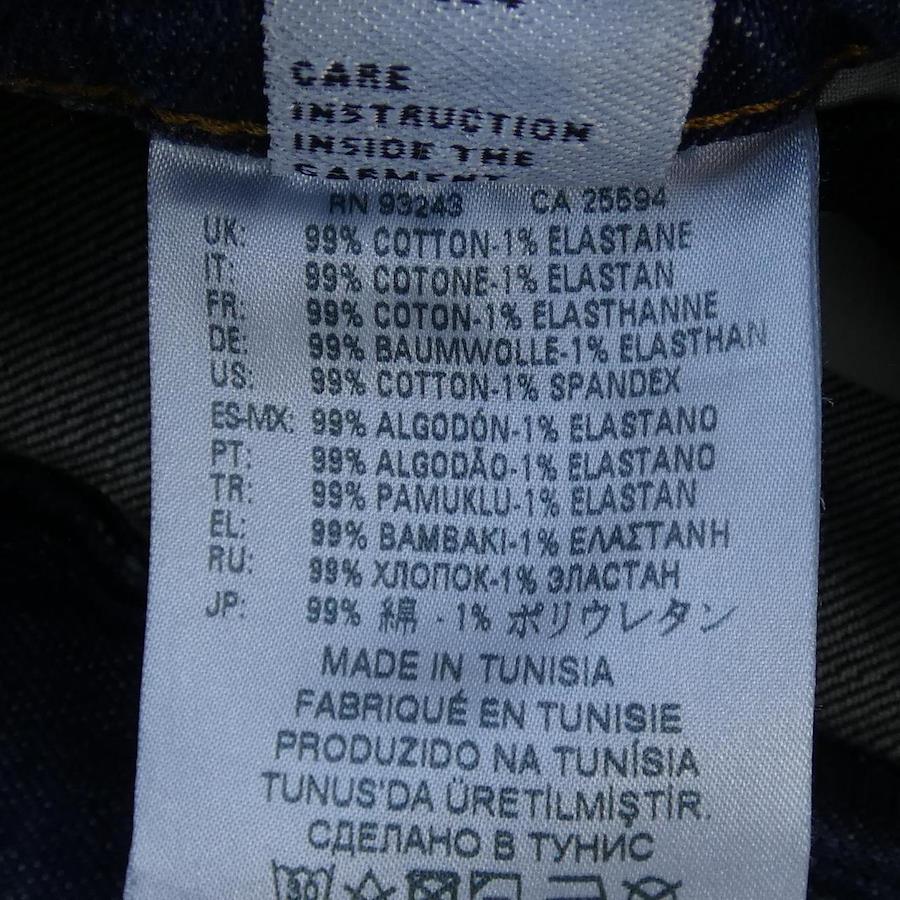 CARE
INSTRUCTION
INSIDE THE
GARMENT
RN 93243 CA 25594
UK: 99% COTTON-1% ELASTANE
IT: 99% COTONE-1% ELASTAN
FR: 99% COTON-1% ELASTHANNE
DE: 99% BAUMWOLLE-1% ELASTHAN
US: 99% COTTON-1% SPANDEX
ES-MX: 99% ALGODÓN-1% ELASTANO
PT: 99% ALGODÃO-1% ELASTANO
TR: 99% PAMUKLU-1% ELASTAN
EL: 99% BAMBAKI-1% ΕΛΑΣΤΑΝΗ
RU: 99% ХЛОПОК-1% ЭЛАСТАН
JP: 99% 綿 · 1% ポリウレタン
MADE IN TUNISIA
FABRIQUÉ EN TUNISIE
PRODUZIDO NA TUNÍSIA
TUNUS'DA ÜRETİLMİŞTİR.
СДЕЛАНО В ТУНИС
30